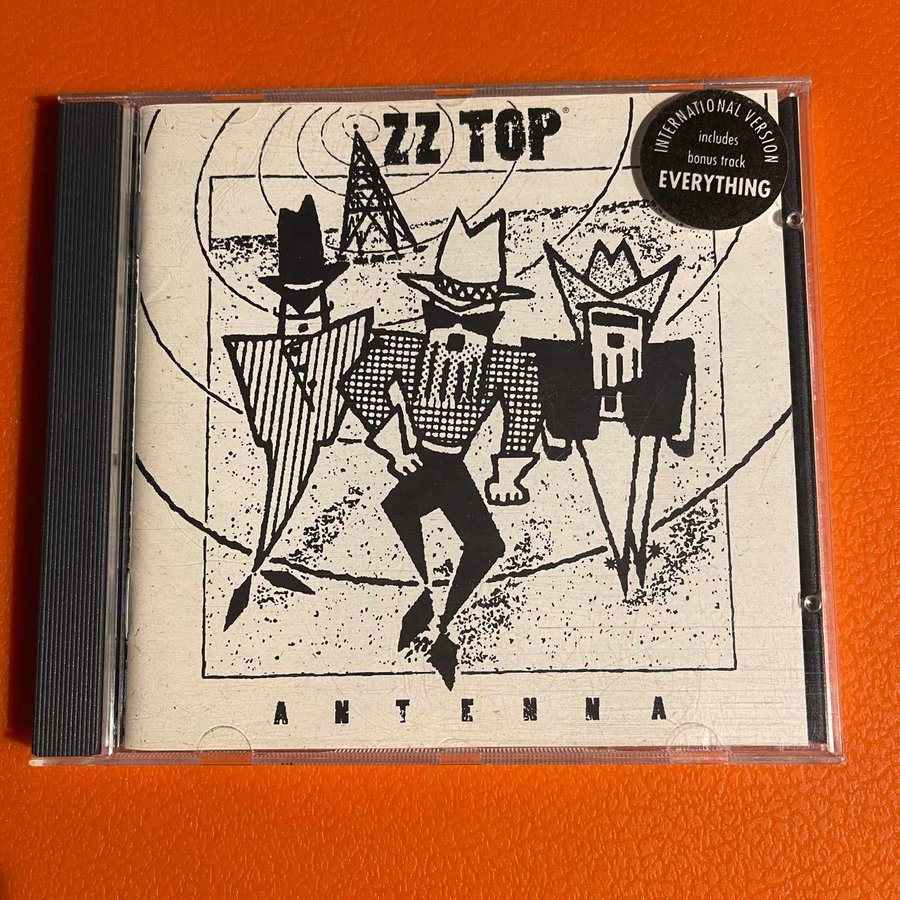 ZZ TOP®
INTERNATIONAL VERSION
includes
bonus track
EVERYTHING
ANTENNA